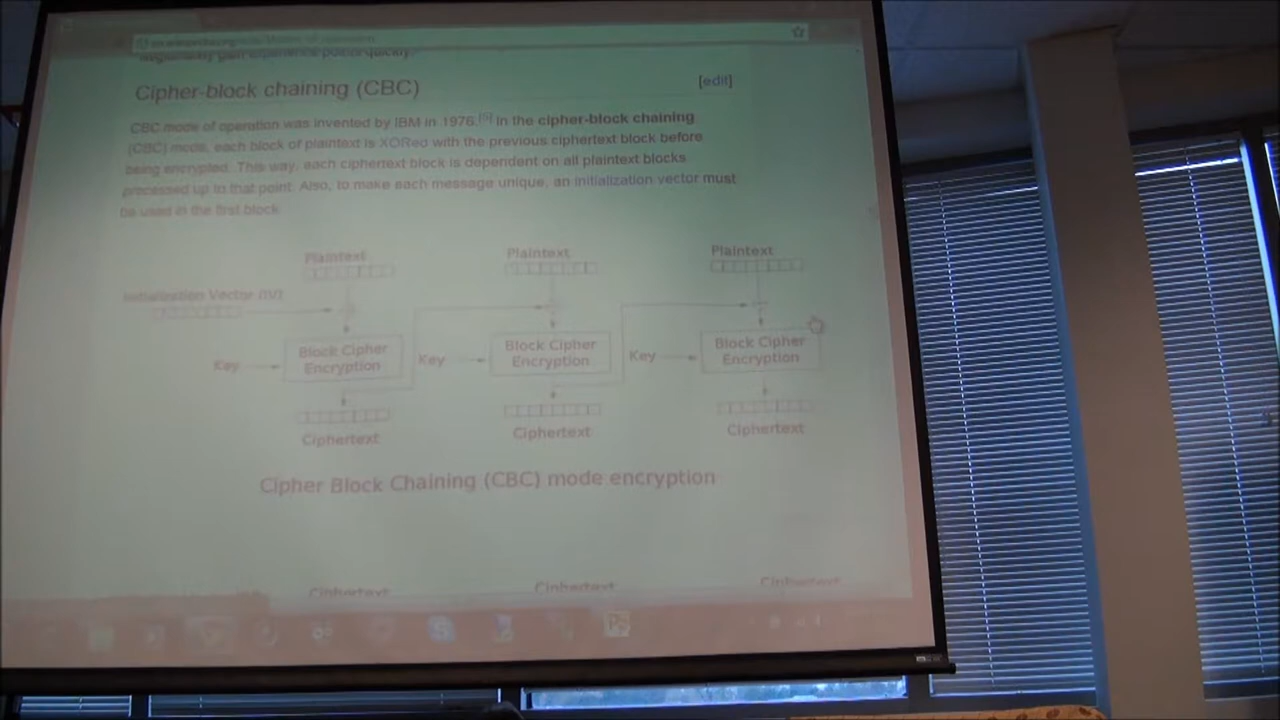 experience points quickly.
Cipher-block chaining (CBC) [edit]
CBC mode of operation was invented by IBM in 1976.[5] In the cipher-block chaining
(CBC) mode, each block of plaintext is XORed with the previous ciphertext block before
being encrypted. This way, each ciphertext block is dependent on all plaintext blocks
processed up to that point. Also, to make each message unique, an initialization vector must
be used in the first block.
Plaintext Plaintext Plaintext
Initialization Vector (IV)
Block Cipher Block Cipher Block Cipher
Key Encryption Key Encryption Key Encryption
Ciphertext Ciphertext Ciphertext
Cipher Block Chaining (CBC) mode encryption
Ciphertext Ciphertext Ciphertext